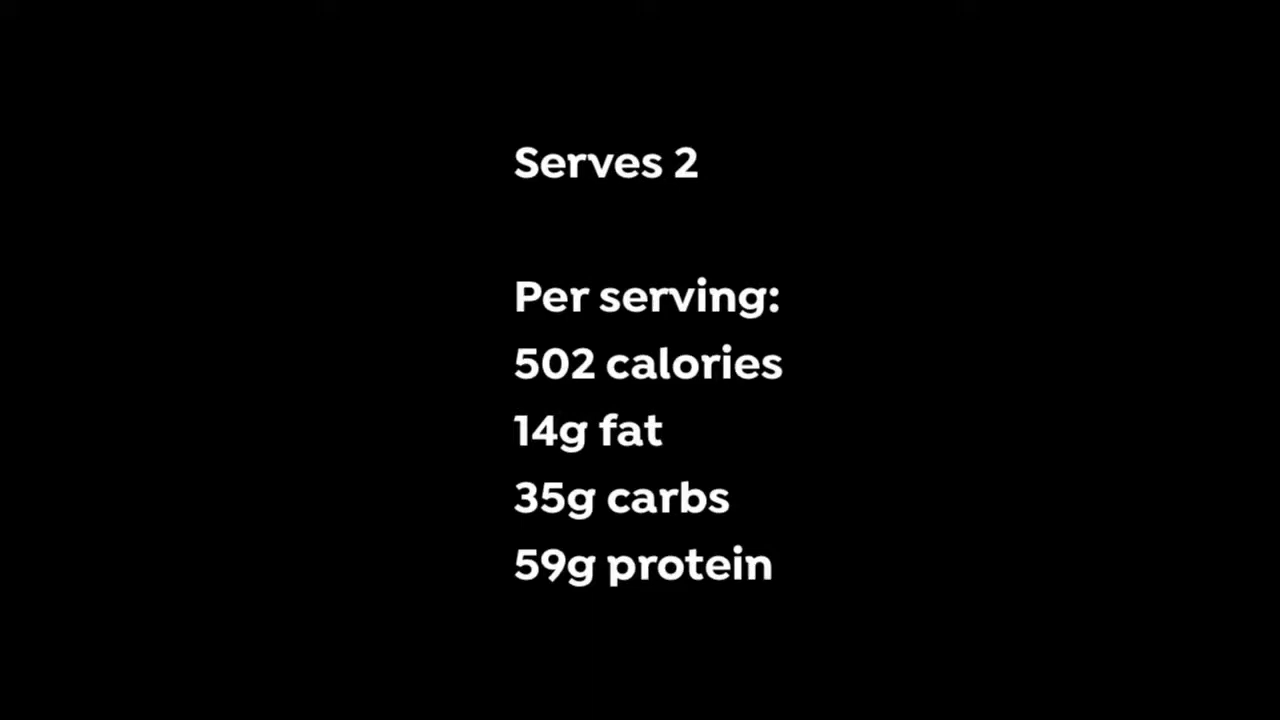 Serves 2
Per serving:
502 calories
14g fat
35g carbs
59g protein